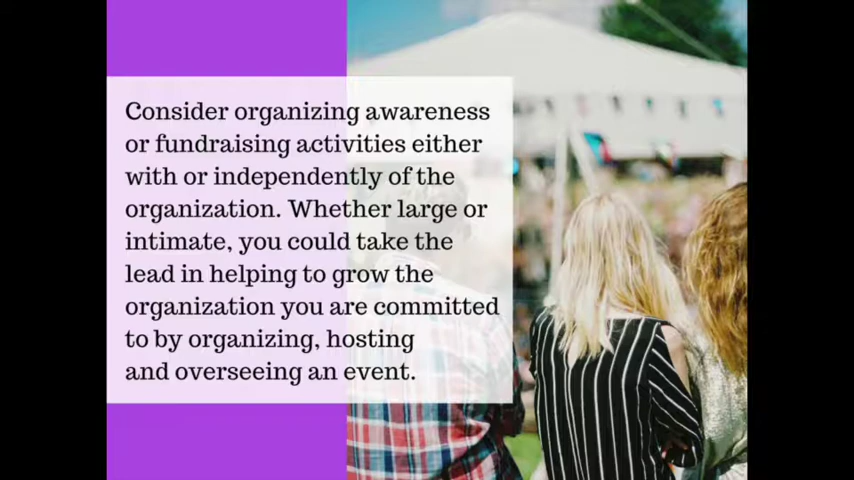 Consider organizing awareness
or fundraising activities either
with or independently of the
organization. Whether large or
intimate, you could take the
lead in helping to grow the
organization you are committed
to by organizing, hosting
and overseeing an event.